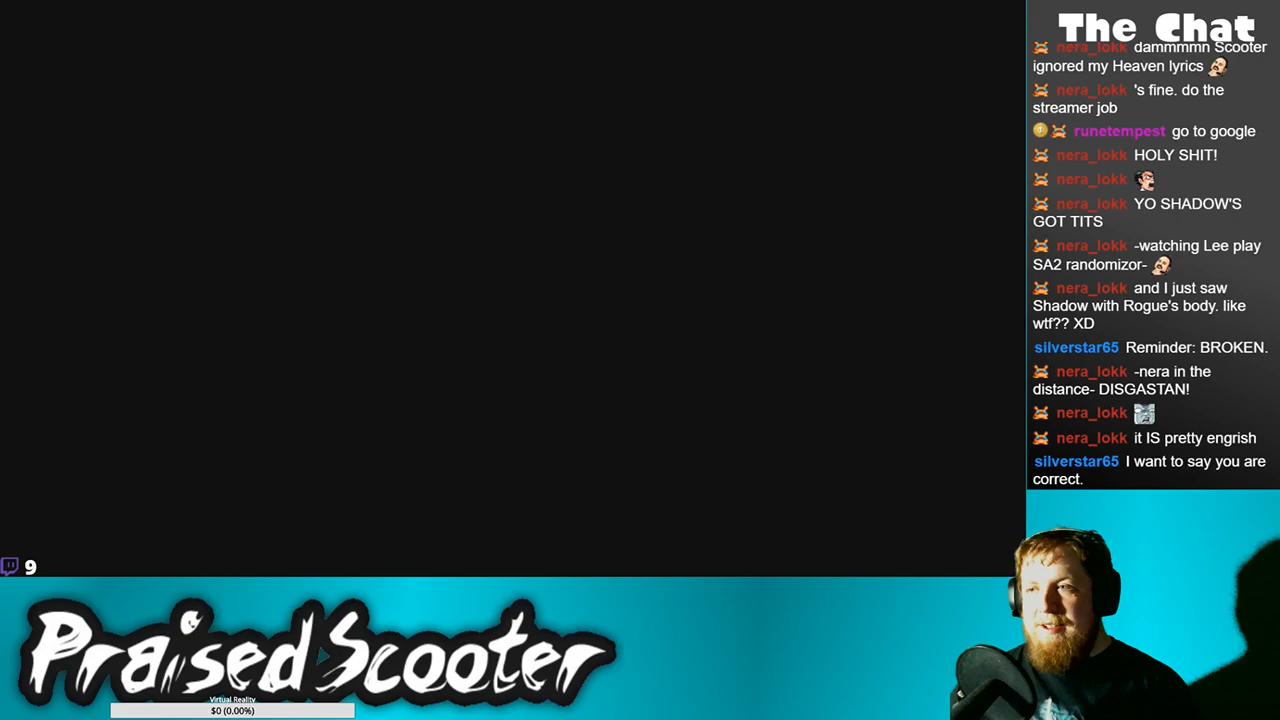 The Chat
nera_lokk dammmmn Scooter
ignored my Heaven lyrics
nera_lokk 's fine. do the
streamer job
runetempest go to google
nera_lokk HOLY SHIT!
nera_lokk
nera_lokk YO SHADOW'S
GOT TITS
nera_lokk -watching Lee play
SA2 randomizor-
nera_lokk and I just saw
Shadow with Rogue's body. like
wtf?? XD
silverstar65 Reminder: BROKEN.
nera_lokk -nera in the
distance- DISGASTAN!
nera_lokk
nera_lokk it IS pretty engrish
silverstar65 I want to say you are
correct.
9
PraisedScooter
Virtual Reality
$0 (0.00%)